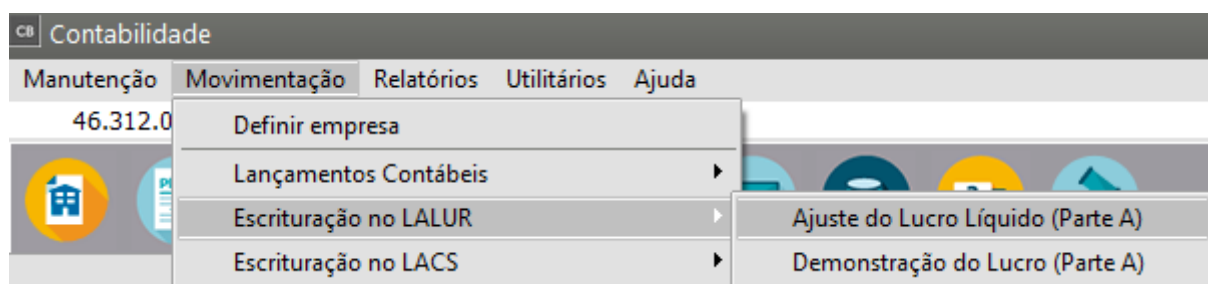 CB Contabilidade
Manutenção Movimentação Relatórios Utilitários Ajuda
46.312.0
Definir empresa
Lançamentos Contábeis
Escrituração no LALUR
Ajuste do Lucro Líquido (Parte A)
Escrituração no LACS
Demonstração do Lucro (Parte A)